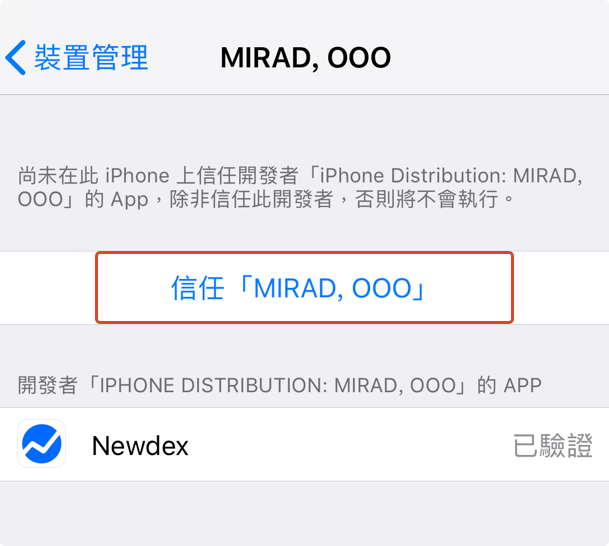 裝置管理 MIRAD, OOO
尚未在此 iPhone 上信任開發者「iPhone Distribution: MIRAD,
OOO」的 App，除非信任此開發者，否則將不會執行。
信任「MIRAD, OOO」
開發者「IPHONE DISTRIBUTION: MIRAD, OOO」的 APP
Newdex 已驗證